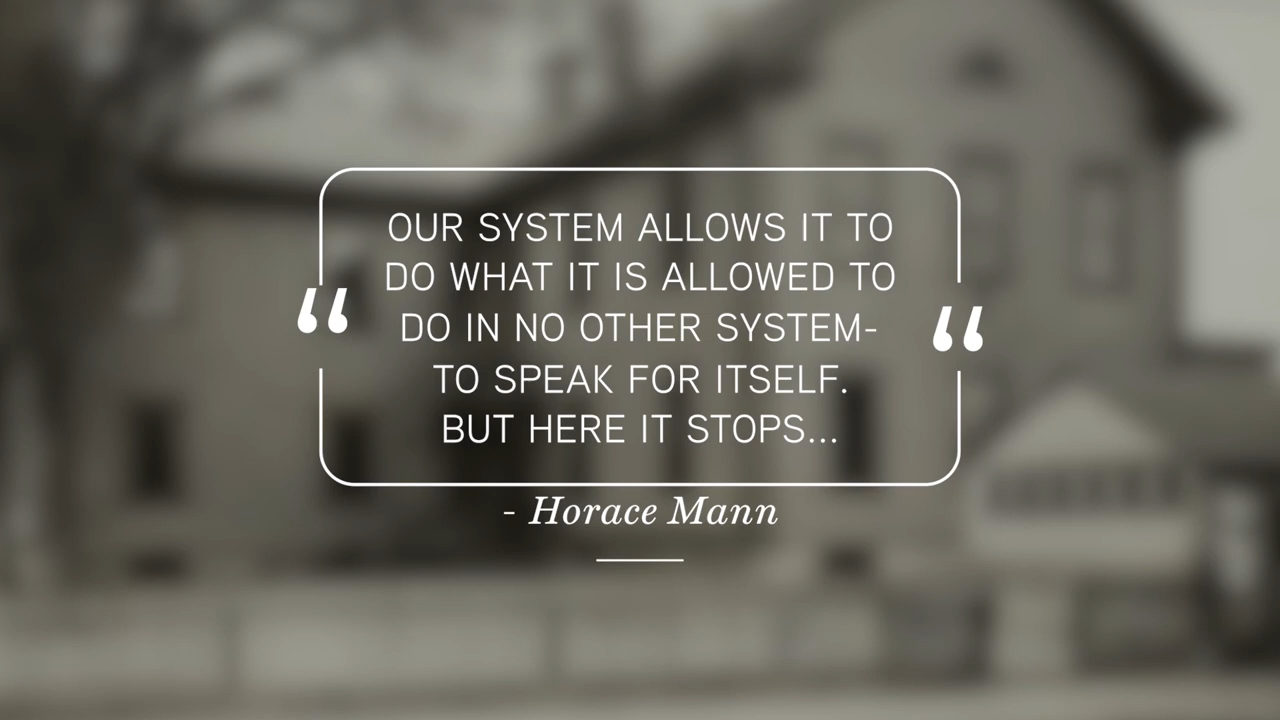 “
OUR SYSTEM ALLOWS IT TO
DO WHAT IT IS ALLOWED TO
DO IN NO OTHER SYSTEM-
TO SPEAK FOR ITSELF.
BUT HERE IT STOPS...
“
- Horace Mann